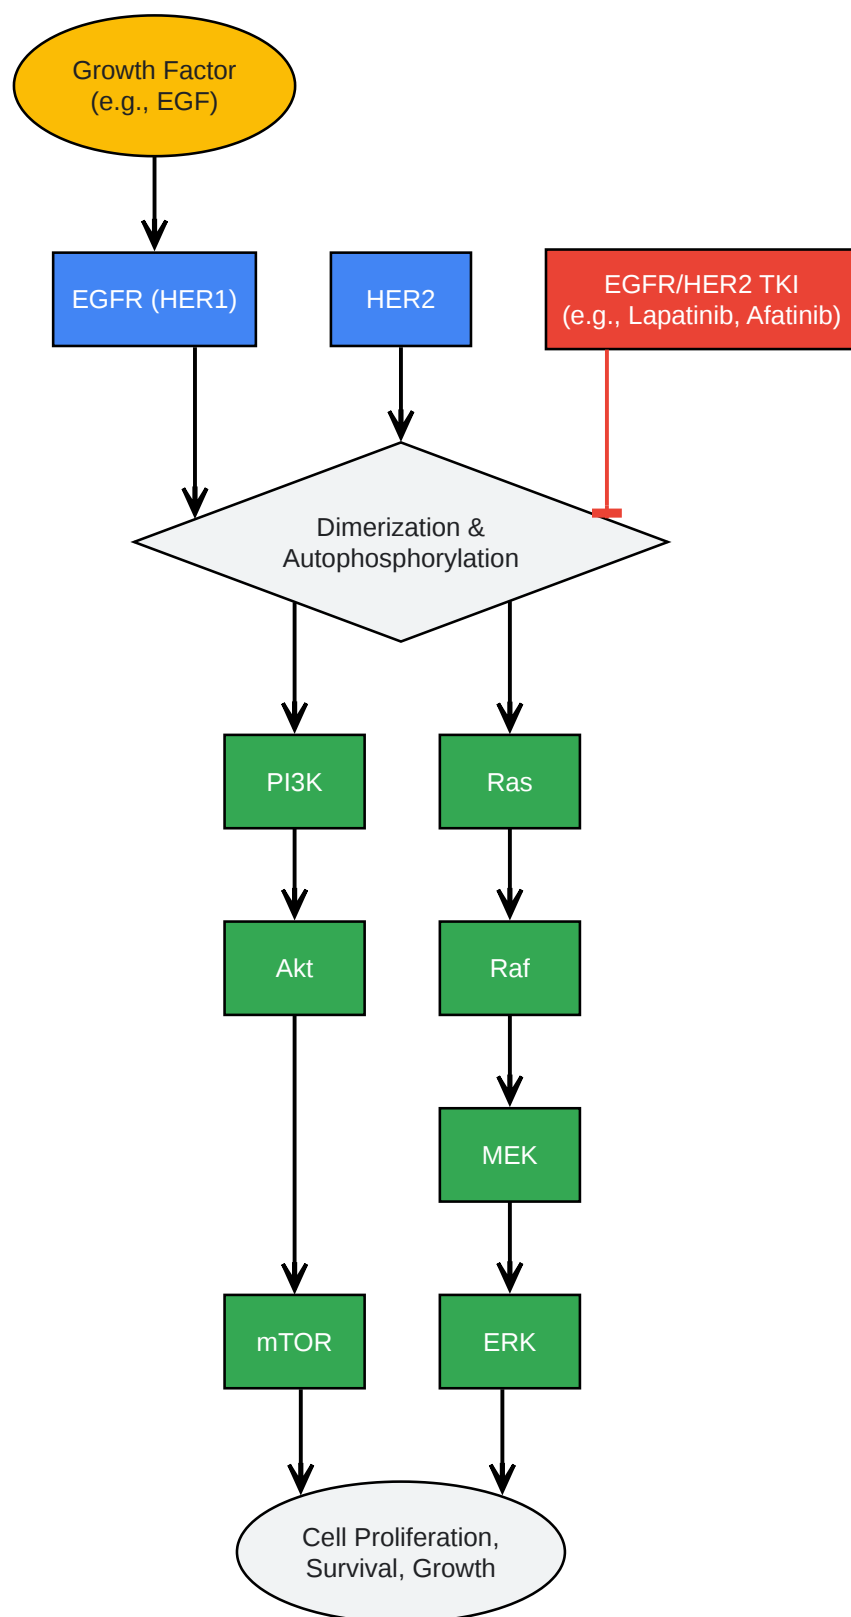 Growth Factor
(e.g., EGF)
EGFR (HER1)
HER2
EGFR/HER2 TKI
(e.g., Lapatinib, Afatinib)
Dimerization &
Autophosphorylation
PI3K
Ras
Akt
Raf
MEK
mTOR
ERK
Cell Proliferation,
Survival, Growth